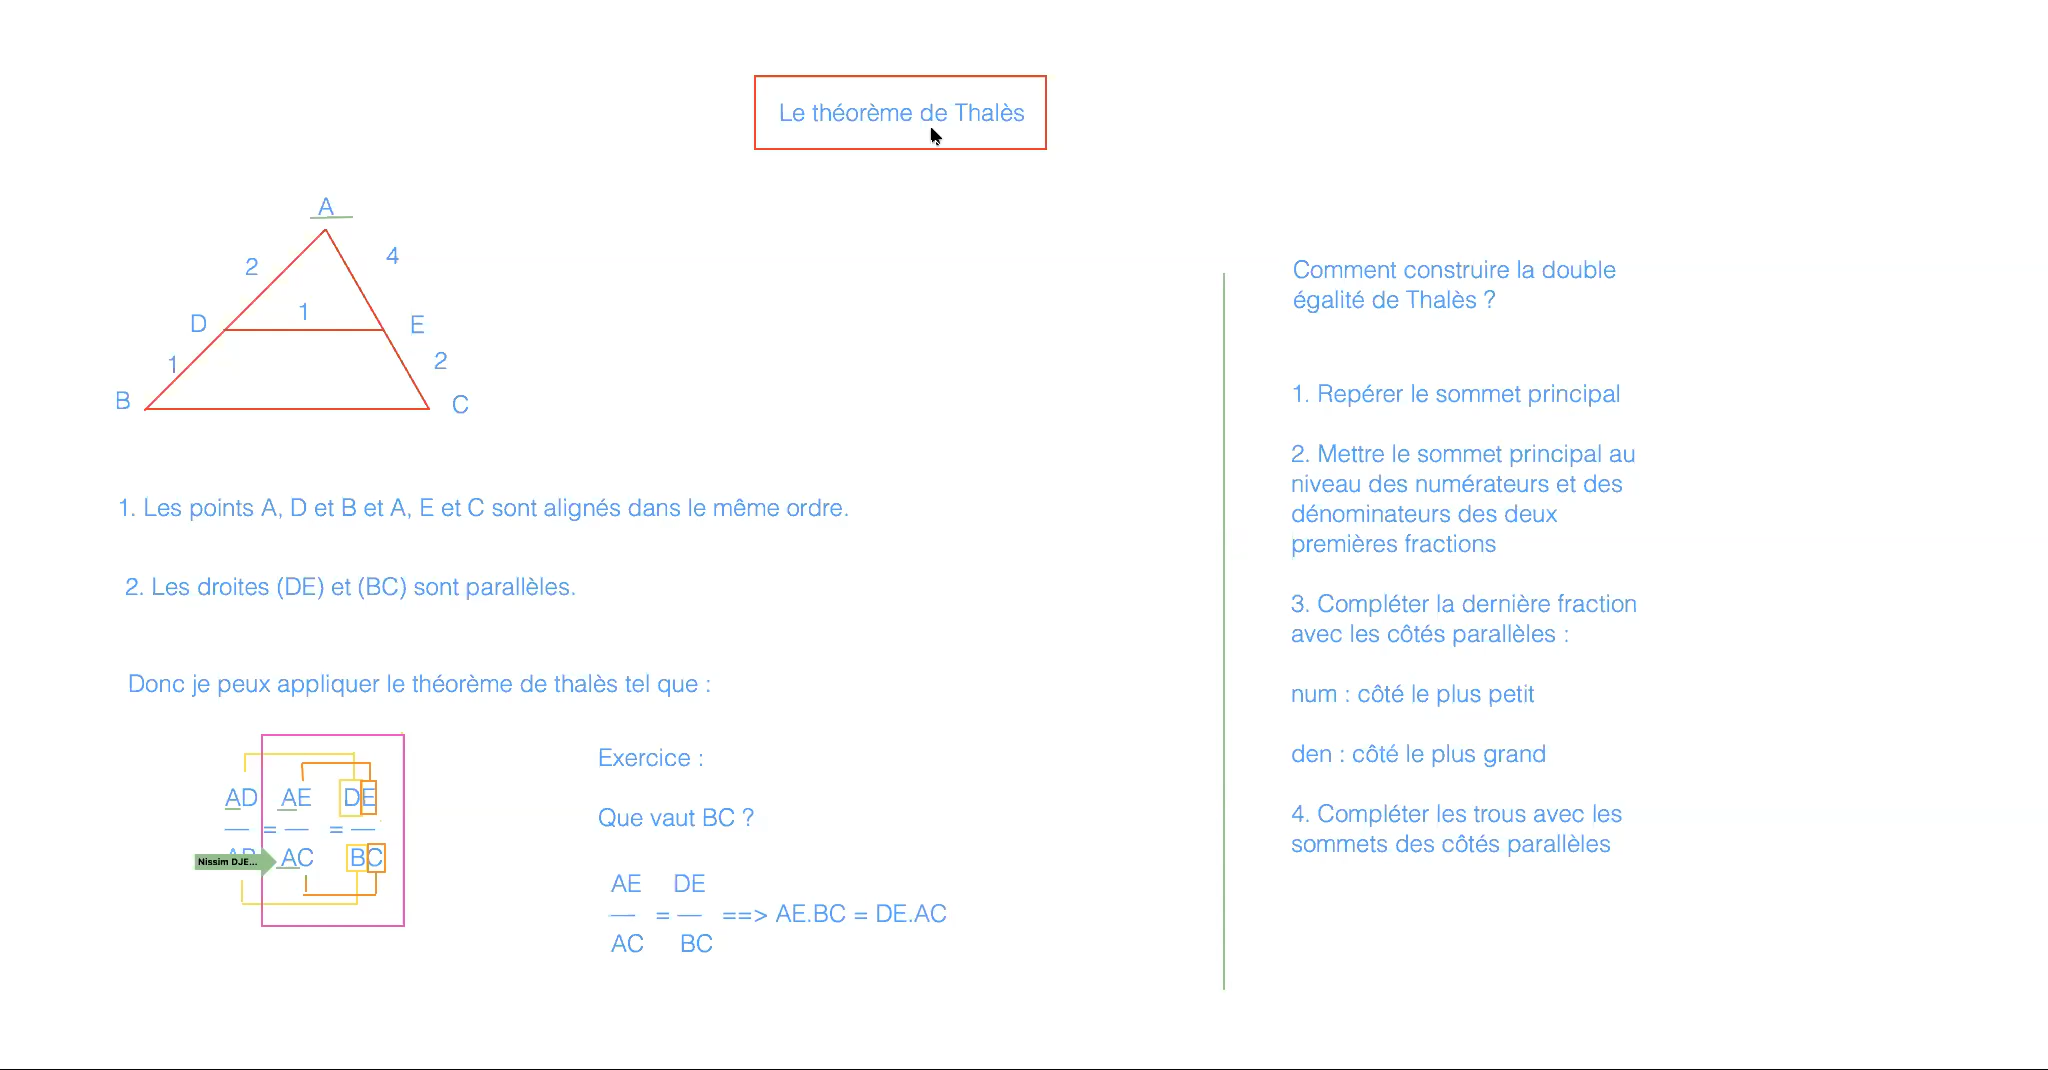 Le théorème de Thalès
A
2
4
1
D
E
1
2
B
C
1. Les points A, D et B et A, E et C sont alignés dans le même ordre.
2. Les droites (DE) et (BC) sont parallèles.
Donc je peux appliquer le théorème de thalès tel que :
AD AE DE
— = — = —
AC BC
Nissim DJE...
Exercice :
Que vaut BC ?
AE DE
— = — ==> AE.BC = DE.AC
AC BC
Comment construire la double
égalité de Thalès ?
1. Repérer le sommet principal
2. Mettre le sommet principal au
niveau des numérateurs et des
dénominateurs des deux
premières fractions
3. Compléter la dernière fraction
avec les côtés parallèles :
num : côté le plus petit
den : côté le plus grand
4. Compléter les trous avec les
sommets des côtés parallèles